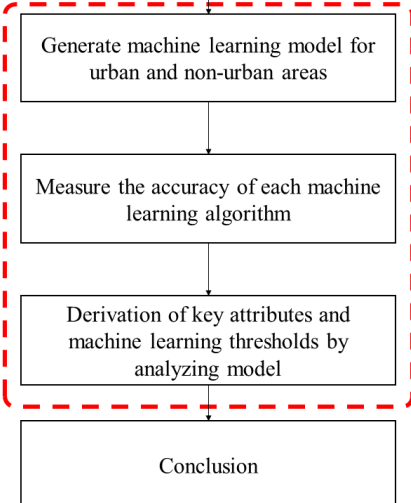 Generate machine learning model for
urban and non-urban areas
Measure the accuracy of each machine
learning algorithm
Derivation of key attributes and
machine learning thresholds by
analyzing model
Conclusion